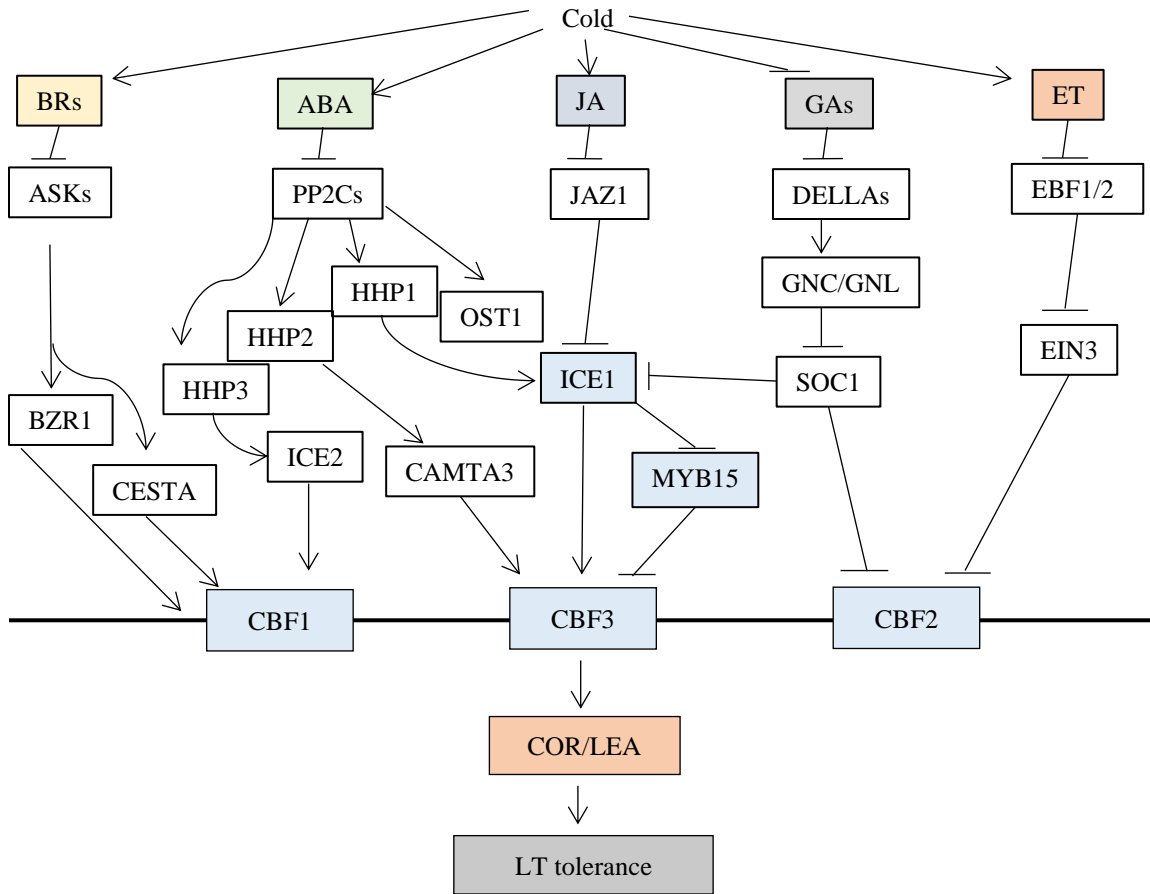 Cold
BRs
ABA
JA
GAs
ET
ASKs
PP2Cs
JAZ1
DELLAs
EBF1/2
HHP1
GNC/GNL
OST1
HHP2
EIN3
HHP3
ICE1
SOC1
BZR1
ICE2
CAMTA3
MYB15
CESTA
CBF1
CBF3
CBF2
COR/LEA
LT tolerance